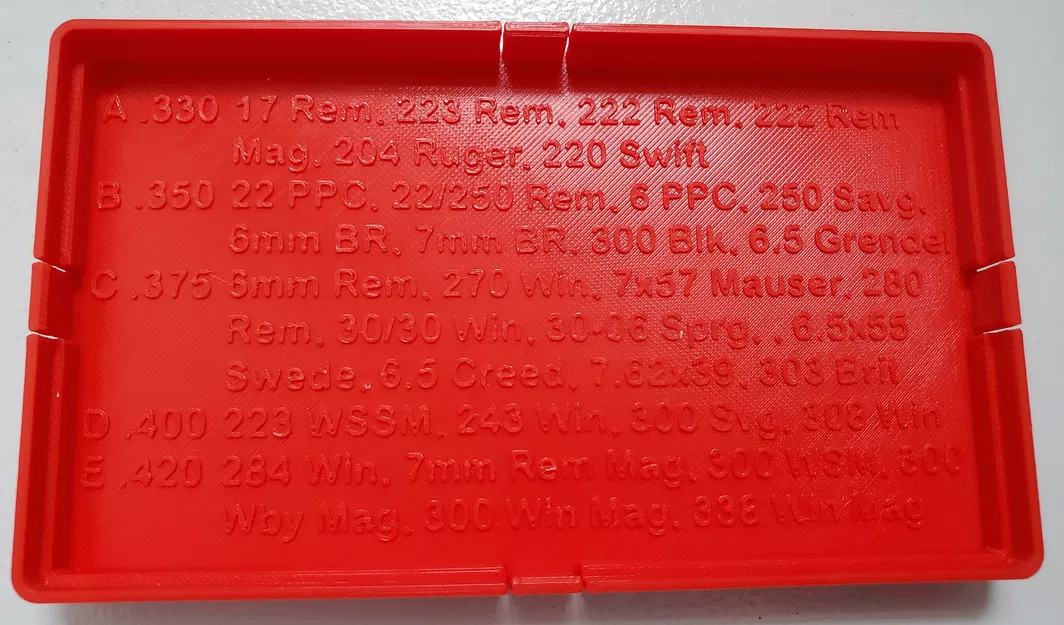 A .330 17 Rem, 223 Rem, 222 Rem, 222 Rem
Mag, 204 Ruger, 220 Swift
B .350 22 PPC, 22/250 Rem, 6 PPC, 250 Savg,
6mm BR, 7mm BR, 300 Blk, 6.5 Grendel
C .375 6mm Rem, 270 Win, 7x57 Mauser, 280
Rem, 30/30 Win, 30-06 Sprg, , 6.5x55
Swede, 6.5 Creed, 7.62x39, 303 Brit
D .400 223 WSSM, 243 Win, 300 Svg, 308 Win
E .420 284 Win, 7mm Rem Mag, 300 WSM, 300
Wby Mag, 300 Win Mag, 338 Win Mag